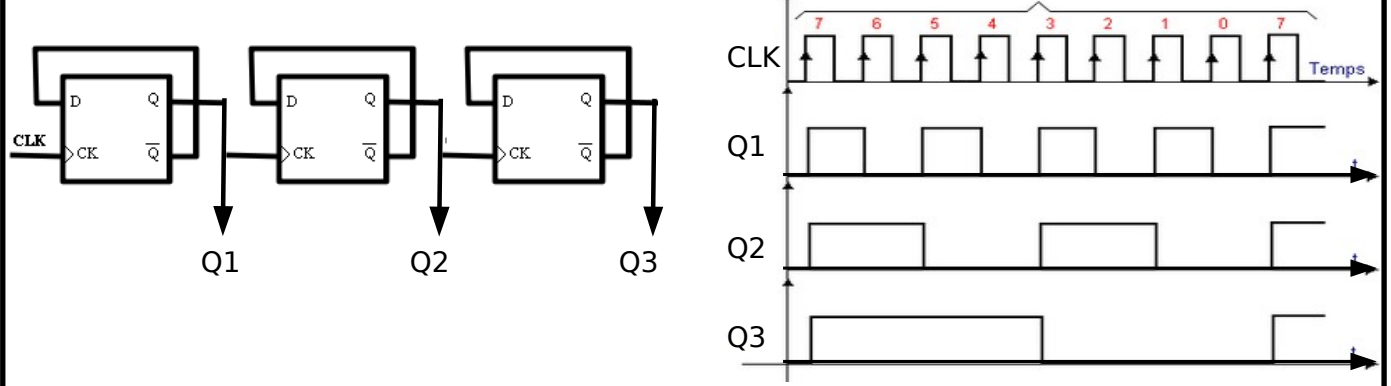 D Q
CLK
CK Q̅
D Q
CK Q̅
D Q
CK Q̅
Q1 Q2 Q3
7 6 5 4 3 2 1 0 7
CLK
Temps
Q1
t
Q2
t
Q3
t